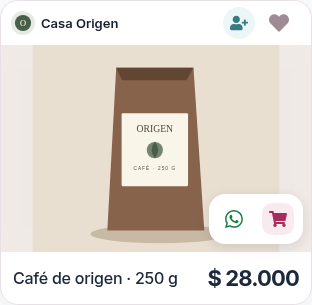 O Casa Origen
ORIGEN
CAFÉ · 250 G
Café de origen · 250 g
$ 28.000